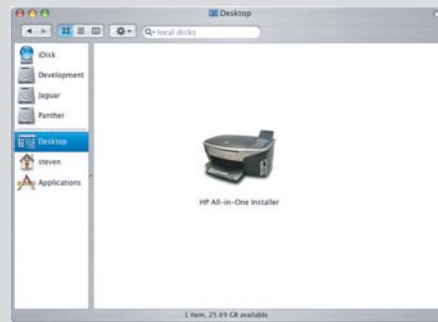 Desktop
local disks
iDisk
Development
Jaguar
Panther
Desktop
steven
Applications
HP All-in-One Installer
1 item, 25.69 GB available